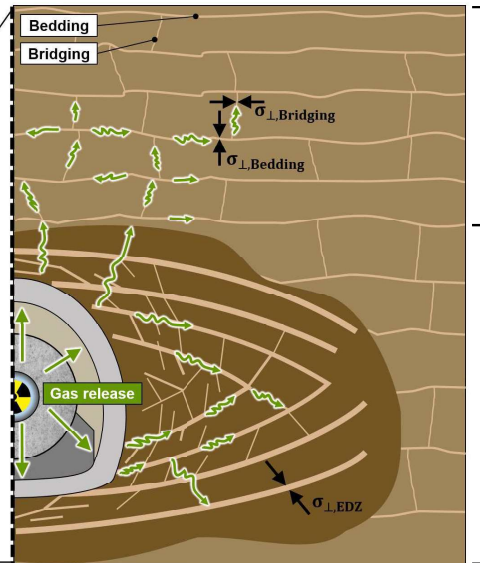 Bedding
Bridging
σ⊥,Bridging
σ⊥,Bedding
Gas release
σ⊥,EDZ